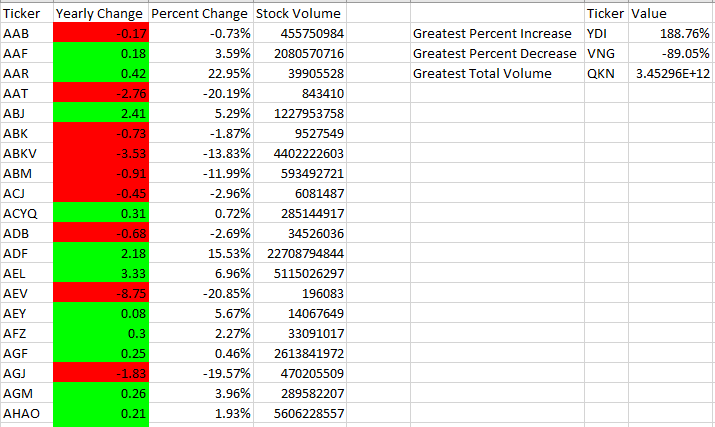 Ticker Yearly Change Percent Change Stock Volume Ticker Value
AAB -0.17 -0.73% 455750984 Greatest Percent Increase YDI 188.76%
AAF 0.18 3.59% 2080570716 Greatest Percent Decrease VNG -89.05%
AAR 0.42 22.95% 39905528 Greatest Total Volume QKN 3.45296E+12
AAT -2.76 -20.19% 843410
ABJ 2.41 5.29% 1227953758
ABK -0.73 -1.87% 9527549
ABKV -3.53 -13.83% 4402222603
ABM -0.91 -11.99% 593492721
ACJ -0.45 -2.96% 6081487
ACYQ 0.31 0.72% 285144917
ADB -0.68 -2.69% 34526036
ADF 2.18 15.53% 22708794844
AEL 3.33 6.96% 5115026297
AEV -8.75 -20.85% 196083
AEY 0.08 5.67% 14067649
AFZ 0.3 2.27% 33091017
AGF 0.25 0.46% 2613841972
AGJ -1.83 -19.57% 470205509
AGM 0.26 3.96% 289582207
AHAO 0.21 1.93% 5606228557